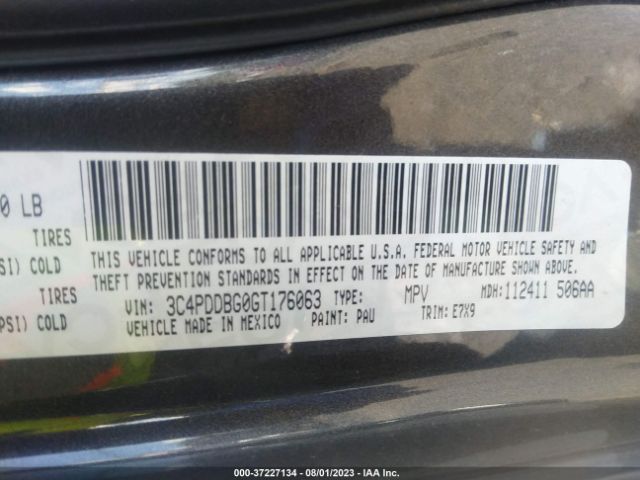 0 LB
TIRES
SI) COLD
TIRES
PSI) COLD
THIS VEHICLE CONFORMS TO ALL APPLICABLE U.S.A. FEDERAL MOTOR VEHICLE SAFETY AND
THEFT PREVENTION STANDARDS IN EFFECT ON THE DATE OF MANUFACTURE SHOWN ABOVE.
VIN: 3C4PDDBG0GT176063 TYPE: MPV MDH:112411 506AA
VEHICLE MADE IN MEXICO PAINT: PAU TRIM: E7X9
000-37227134 - 08/01/2023 - IAA Inc.